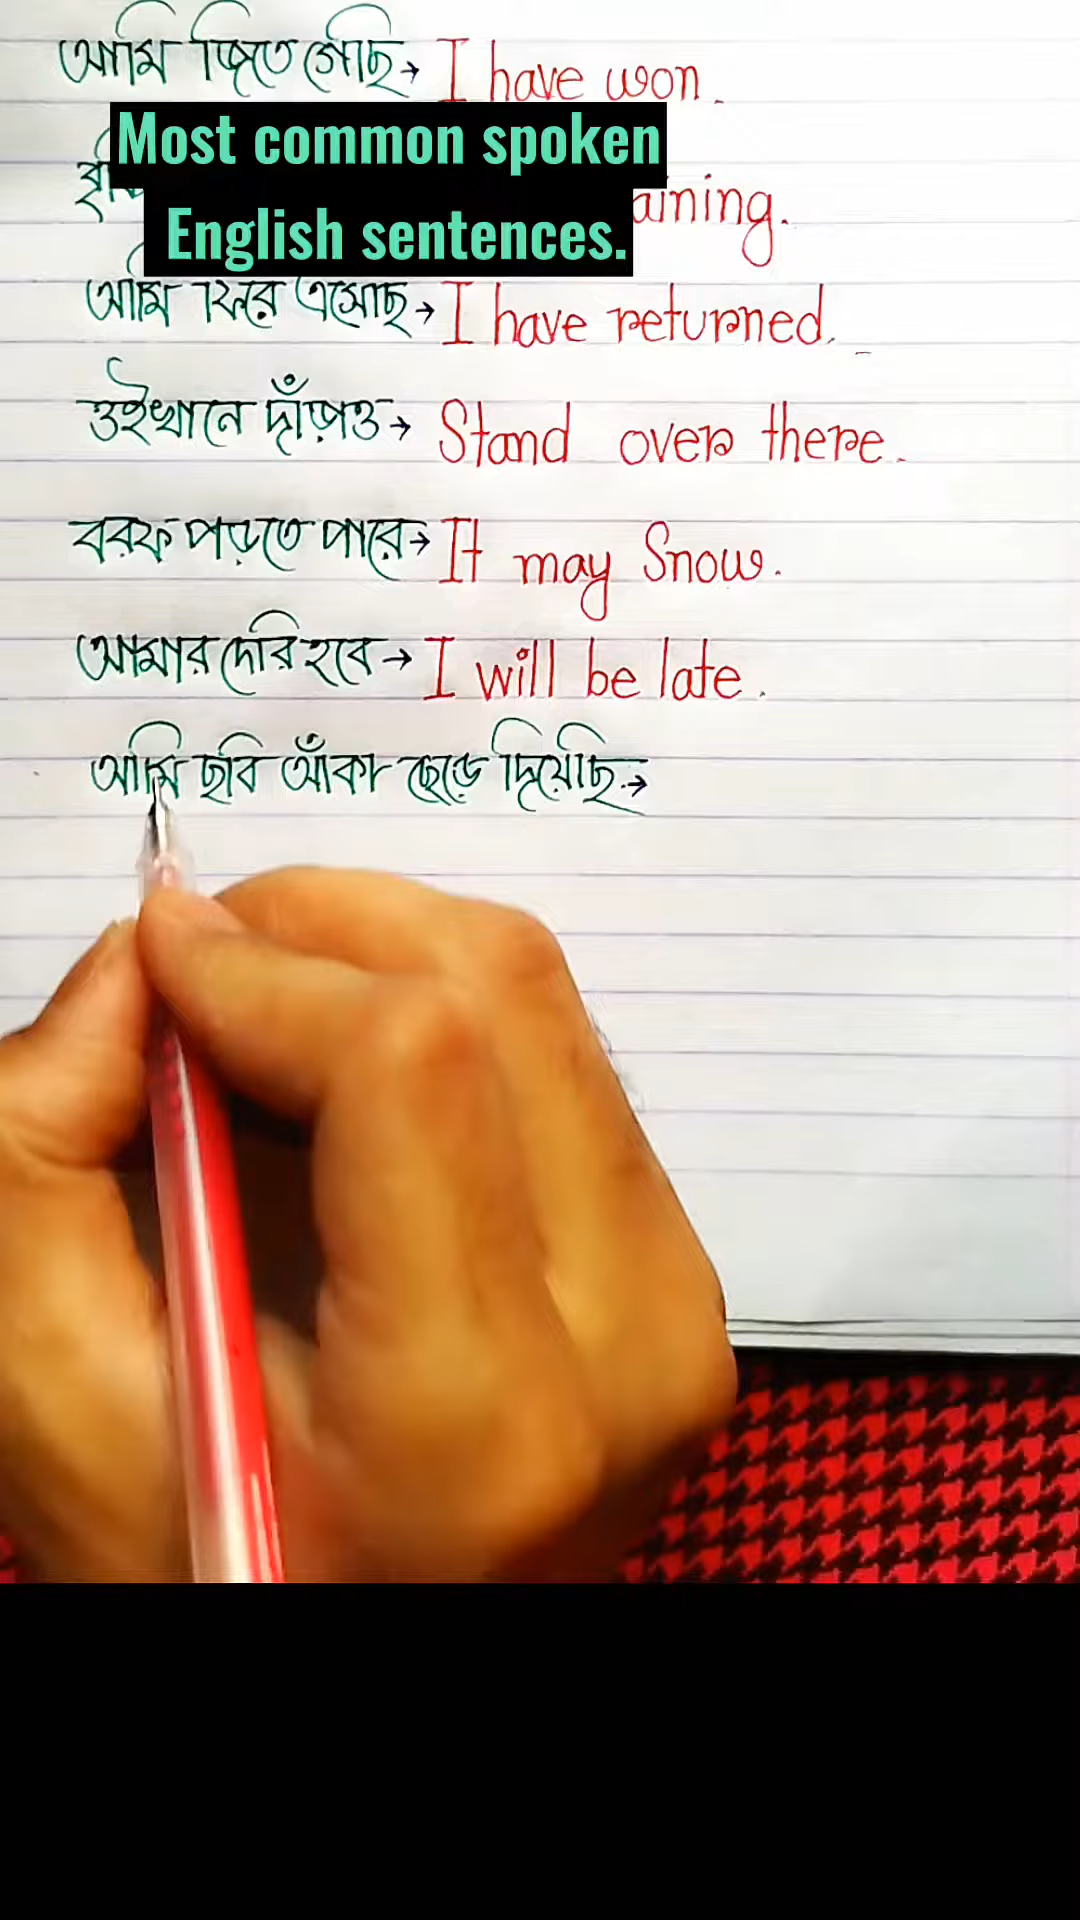 আমি জিতে গেছি → I have won.
Most common spoken
English sentences.
আমি ফিরে এসেছি → I have returned.
ওইখানে দাঁড়াও → Stand over there.
বরফ পড়তে পারে → It may Snow.
আমার দেরি হবে → I will be late.
আমি ছবি আঁকা ছেড়ে দিয়েছি →